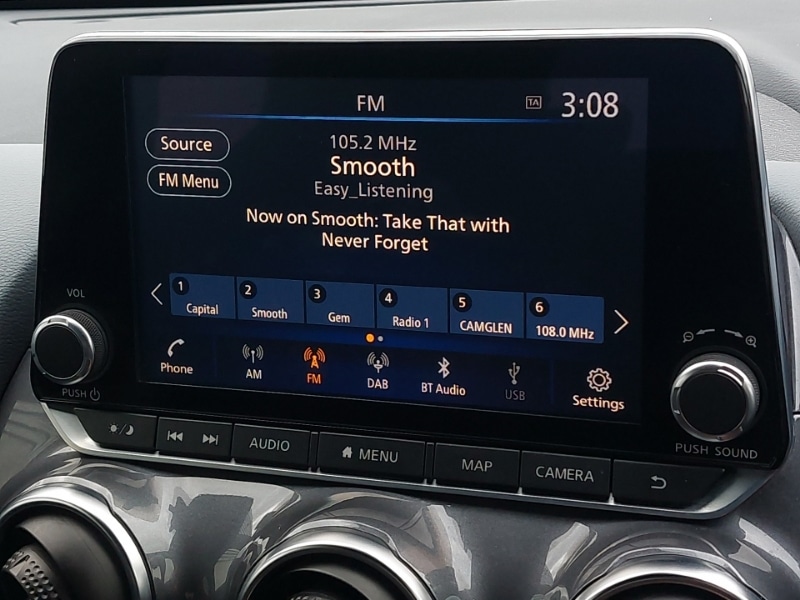 FM
TA
3:08
Source
FM Menu
105.2 MHz
Smooth
Easy_Listening
Now on Smooth: Take That with
Never Forget
1 Capital
2 Smooth
3 Gem
4 Radio 1
5 CAMGLEN
6 108.0 MHz
Phone
AM
FM
DAB
BT Audio
USB
Settings
VOL
PUSH
PUSH SOUND
AUDIO
MENU
MAP
CAMERA